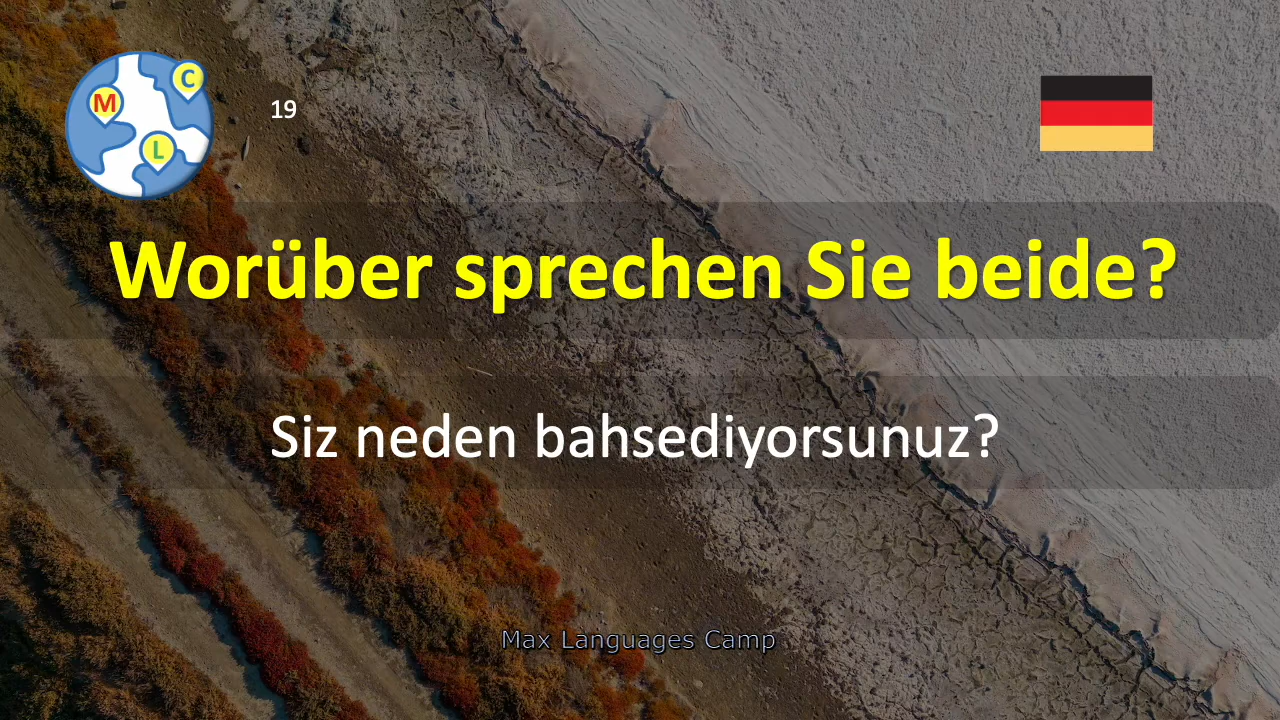 C
M
L
19
Worüber sprechen Sie beide?
Siz neden bahsediyorsunuz?
Max Languages Camp